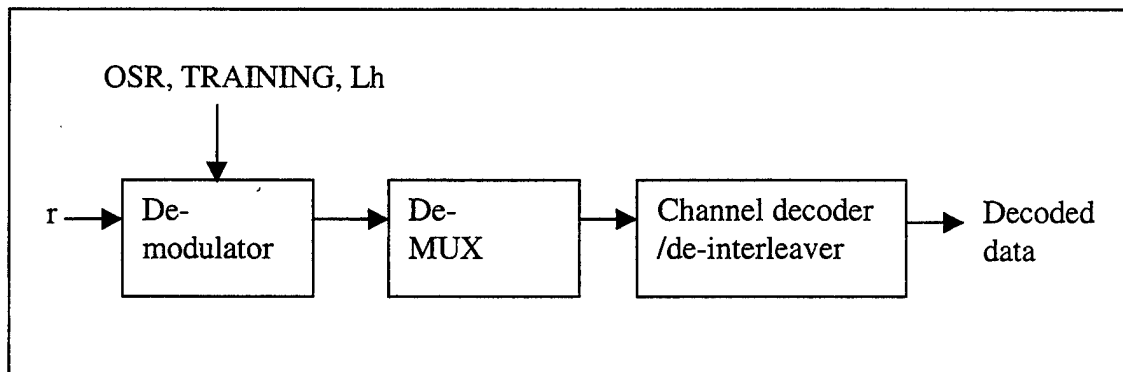 OSR, TRAINING, Lh
r
De-
modulator
De-
MUX
Channel decoder
/de-interleaver
Decoded
data